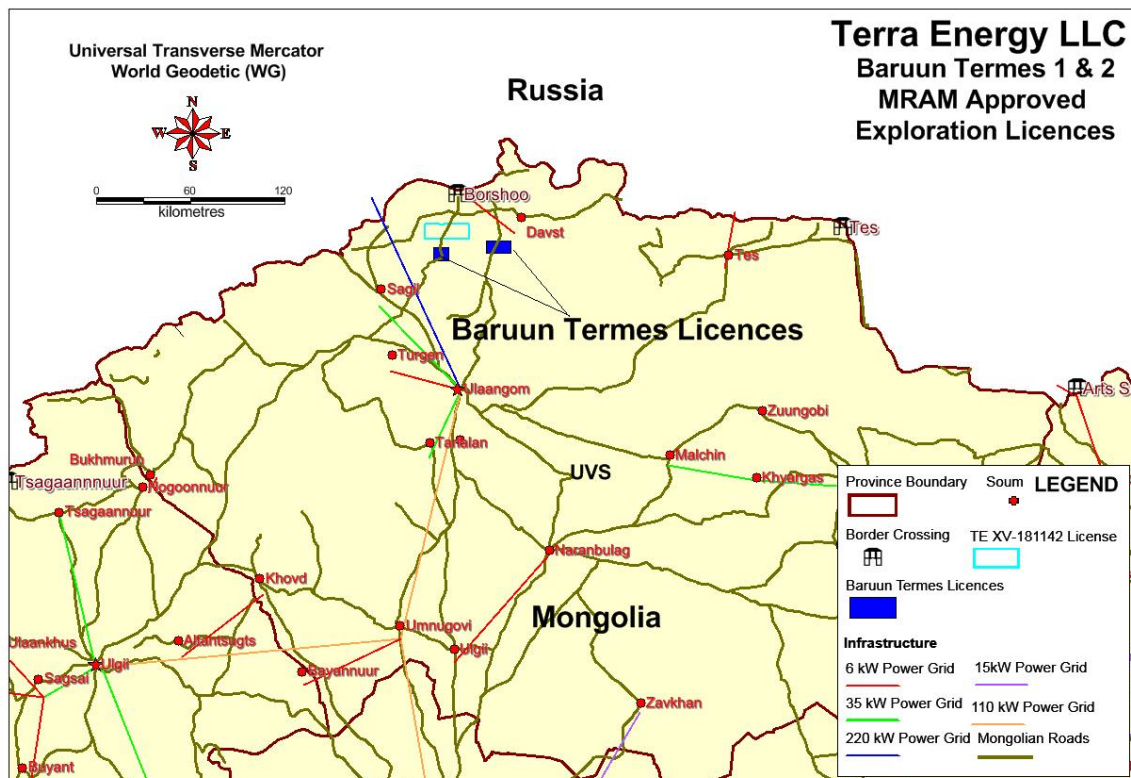 Universal Transverse Mercator
World Geodetic (WG)
N
W
E
S
0
60
120
kilometres
Terra Energy LLC
Baruun Termes 1 & 2
MRAM Approved
Exploration Licences
Russia
Borshoo
Davst
Tes
Tes
Sagil
Baruun Termes Licences
Turgen
Ulaangom
Arts S
Zuungobi
Tarialan
Malchin
Bukhmurun
UVS
Khyargas
Tsagaannnuur
Nogoonnuur
Tsagaannuur
Naranbulag
Khovd
Mongolia
Umnugovi
Ulaankhus
Altantsugts
Ulgii
Ulgii
Sagsai
Bayannuur
Zavkhan
Buyant
LEGEND
Province Boundary
Soum
Border Crossing
TE XV-181142 License
Baruun Termes Licences
Infrastructure
6 kW Power Grid
15kW Power Grid
35 kW Power Grid
110 kW Power Grid
220 kW Power Grid
Mongolian Roads